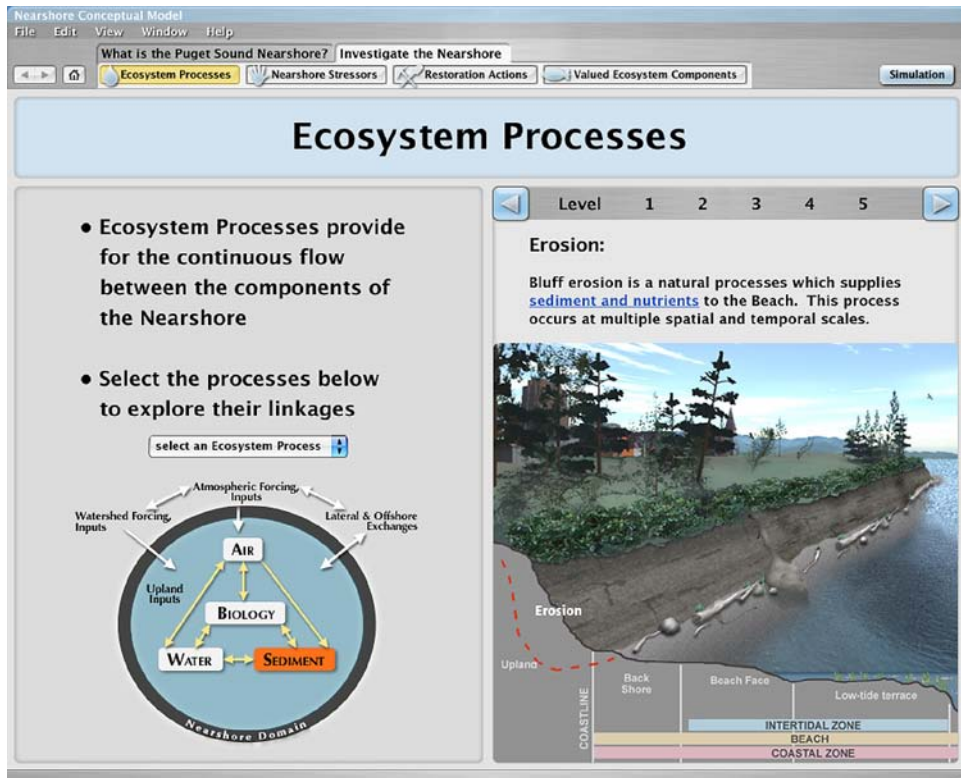 Nearshore Conceptual Model
File Edit View Window Help
What is the Puget Sound Nearshore? Investigate the Nearshore
Ecosystem Processes Nearshore Stressors Restoration Actions Valued Ecosystem Components Simulation
Ecosystem Processes
• Ecosystem Processes provide
for the continuous flow
between the components of
the Nearshore
• Select the processes below
to explore their linkages
select an Ecosystem Process
Atmospheric Forcing,
Inputs
Watershed Forcing,
Inputs
Lateral & Offshore
Exchanges
AIR
Upland
Inputs
BIOLOGY
WATER SEDIMENT
Nearshore Domain
Level 1 2 3 4 5
Erosion:
Bluff erosion is a natural processes which supplies
sediment and nutrients to the Beach. This process
occurs at multiple spatial and temporal scales.
Erosion
Upland
Back
Shore
Beach Face
Low-tide terrace
COASTLINE
INTERTIDAL ZONE
BEACH
COASTAL ZONE